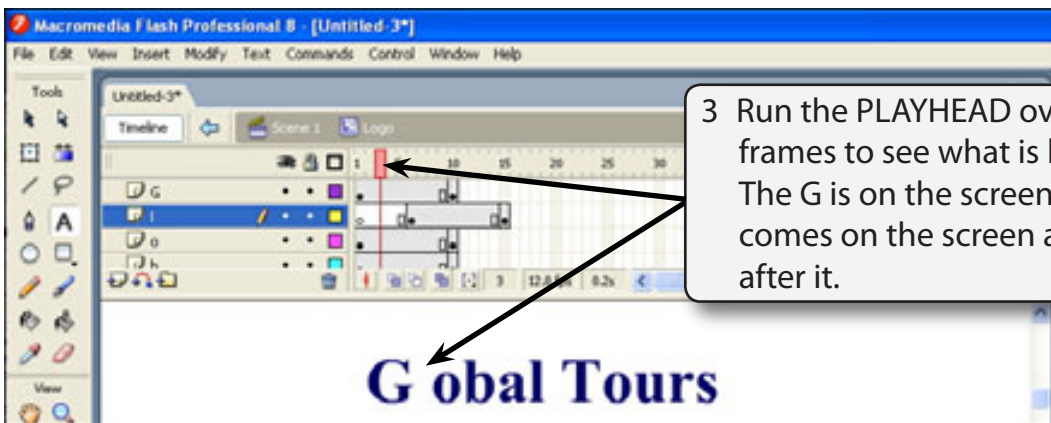 Macromedia Flash Professional 8 - [Untitled-3*]
File Edit View Insert Modify Text Commands Control Window Help
Tools
Untitled-3*
Timeline Scene 1 Logo
1 10 15 20 25 30
G
l
o
b
3 12.0 fps 0.2s
View
3 Run the PLAYHEAD ov
frames to see what is
The G is on the screen
comes on the screen a
after it.
G obal Tours